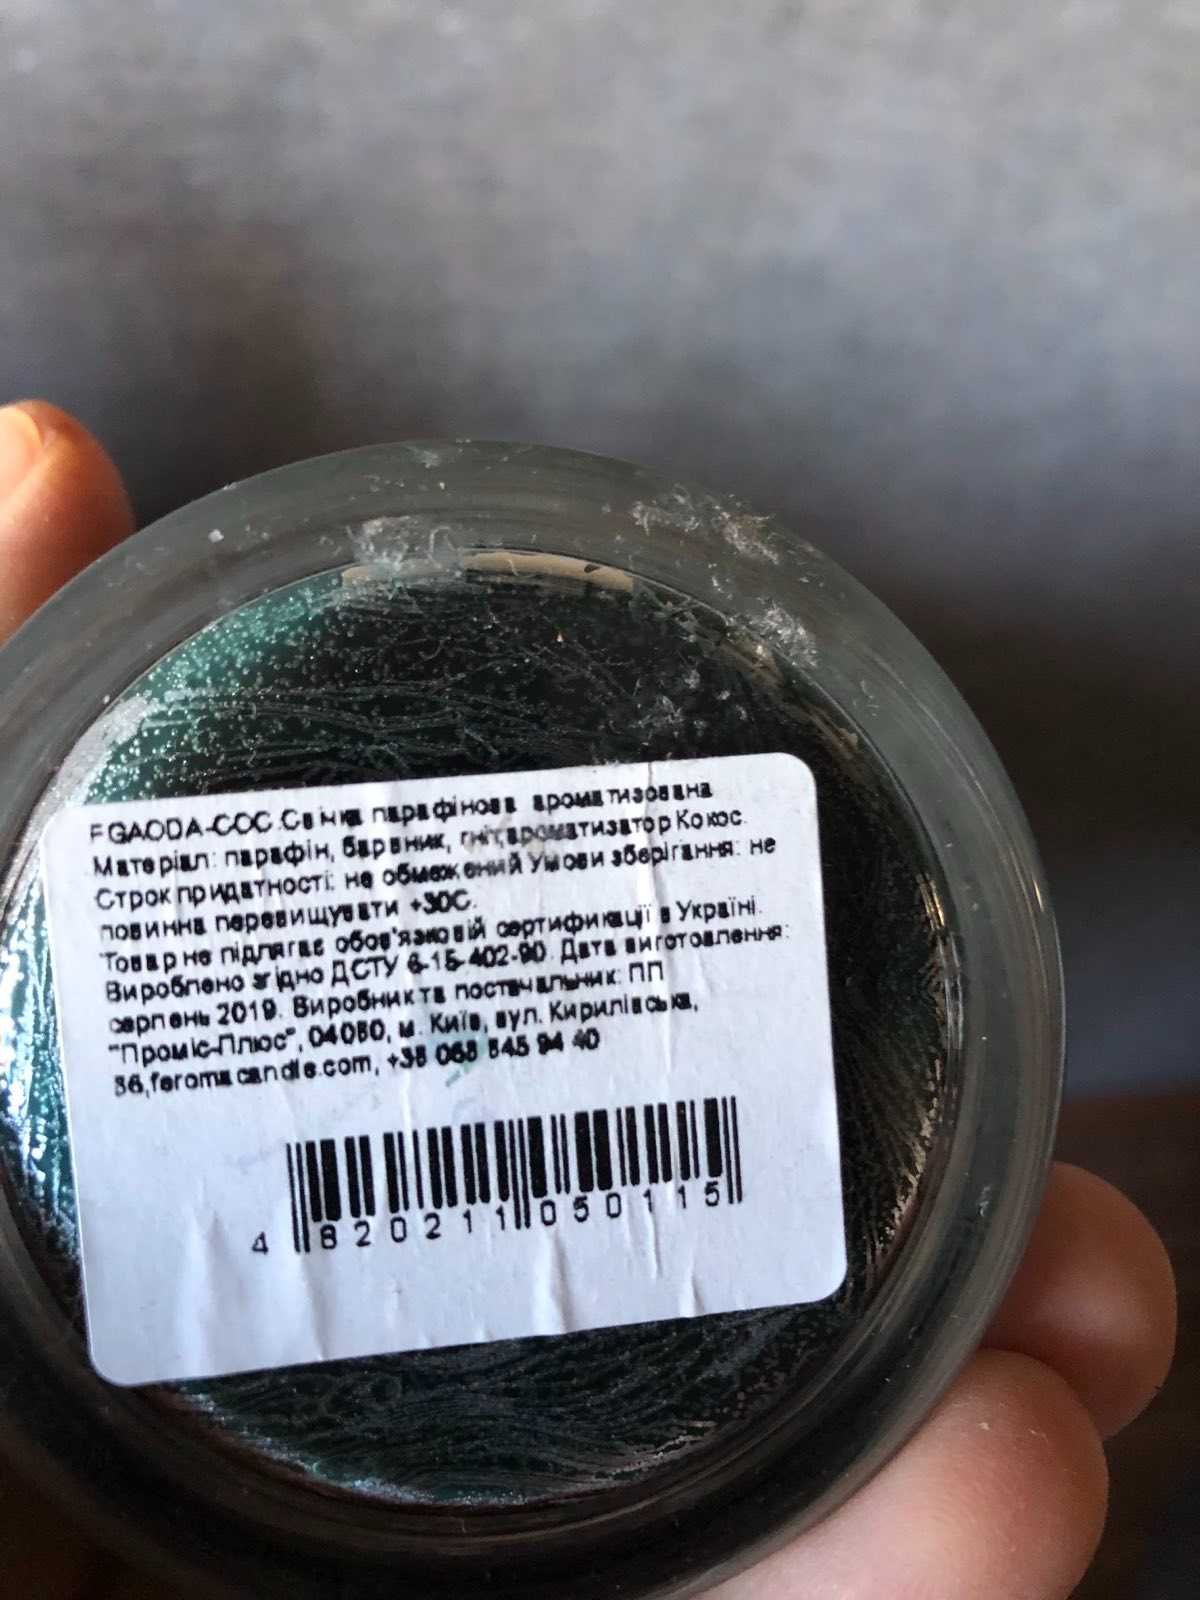 FGAODA-COC Свічка парафінова ароматизована
Матеріал: парафін, барвник, гніт,ароматизатор Кокос.
Строк придатності: не обмежений Умови зберігання: не
повинна перевищувати +30С.
Товар не підлягає обов'язковій сертифікації в Україні.
Вироблено згідно ДСТУ 6-15-402-90. Дата виготовлення:
серпень 2019. Виробник та постачальник: ПП
"Проміс-Плюс", 04080, м. Київ, вул. Кирилівська,
feromacandle.com, +38 068 845 94 40
4 820211 050115